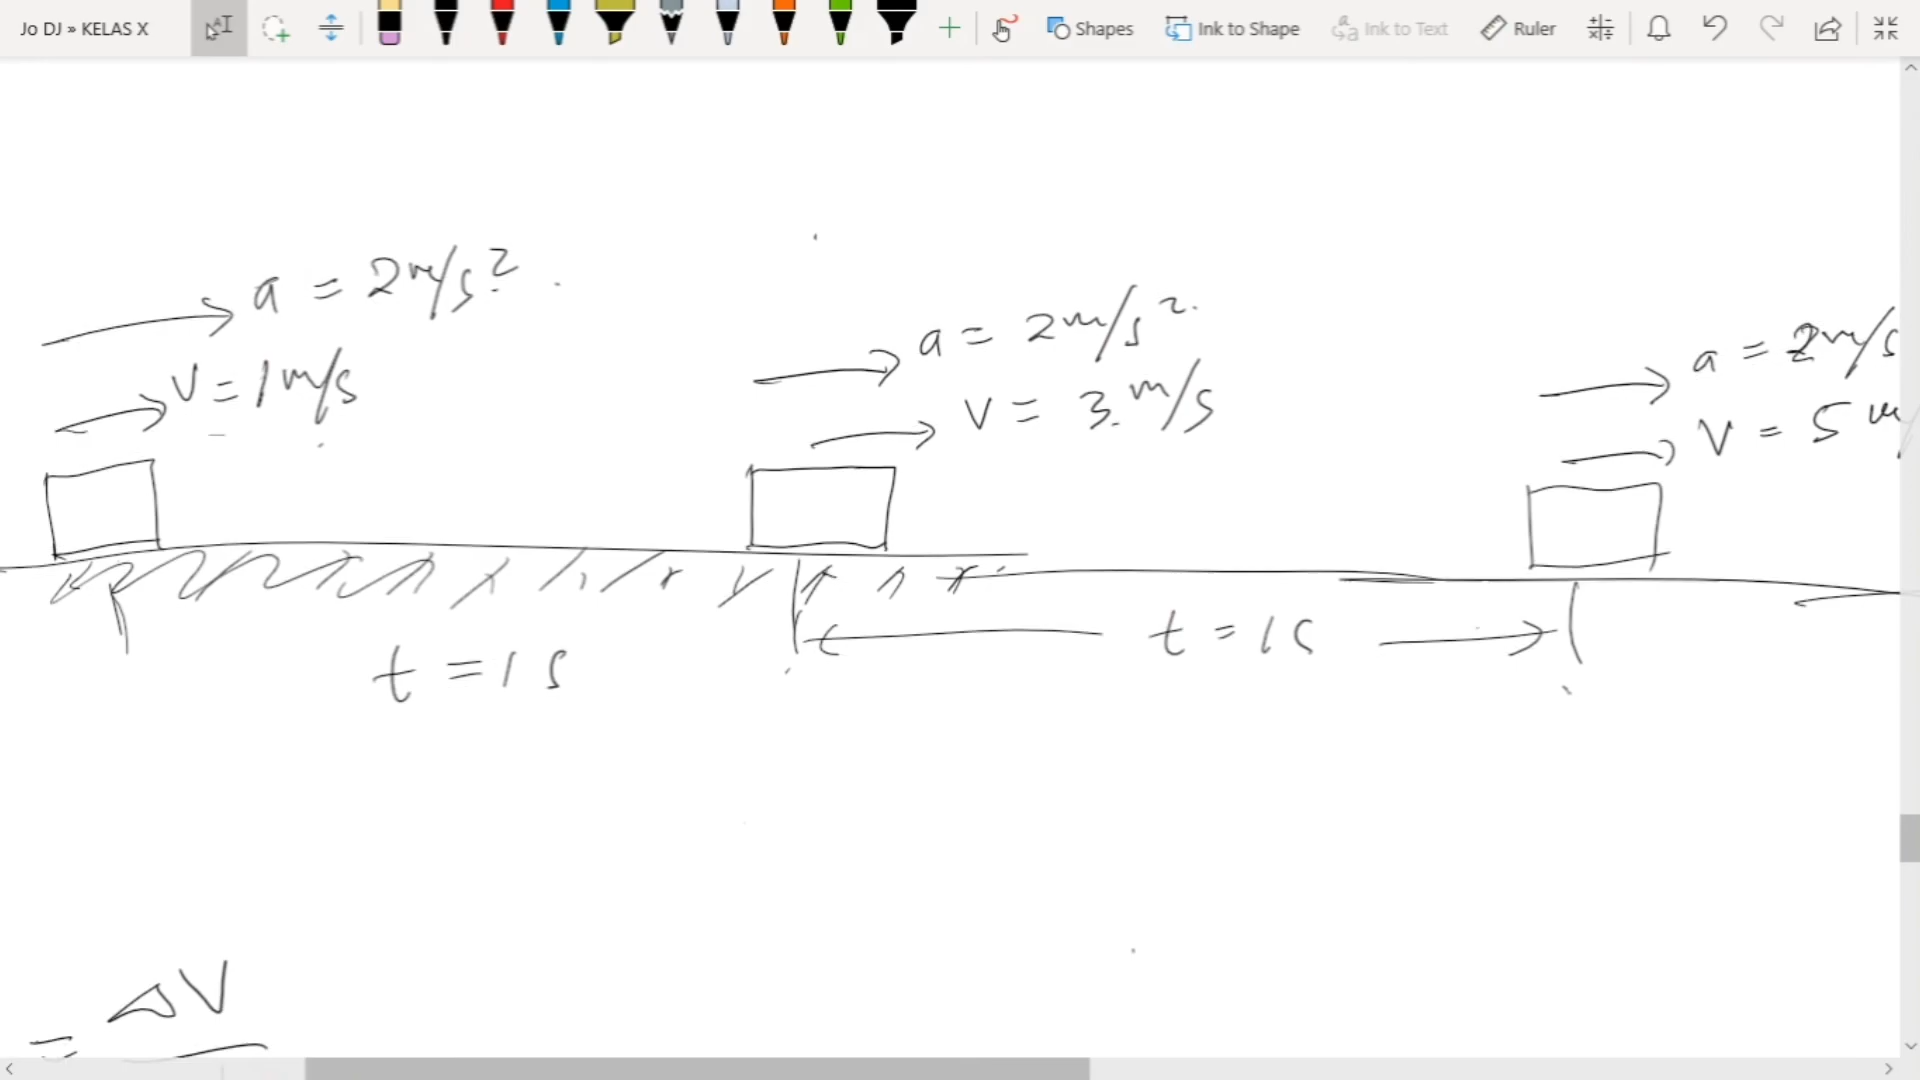 Jo DJ » KELAS X
Shapes
Ink to Shape
Ink to Text
Ruler
a = 2 m/s²
v = 1 m/s
a = 2 m/s²
v = 3 m/s
a = 2 m/s
v = 5 m
t = 1 s
t = 1 s
= ΔV